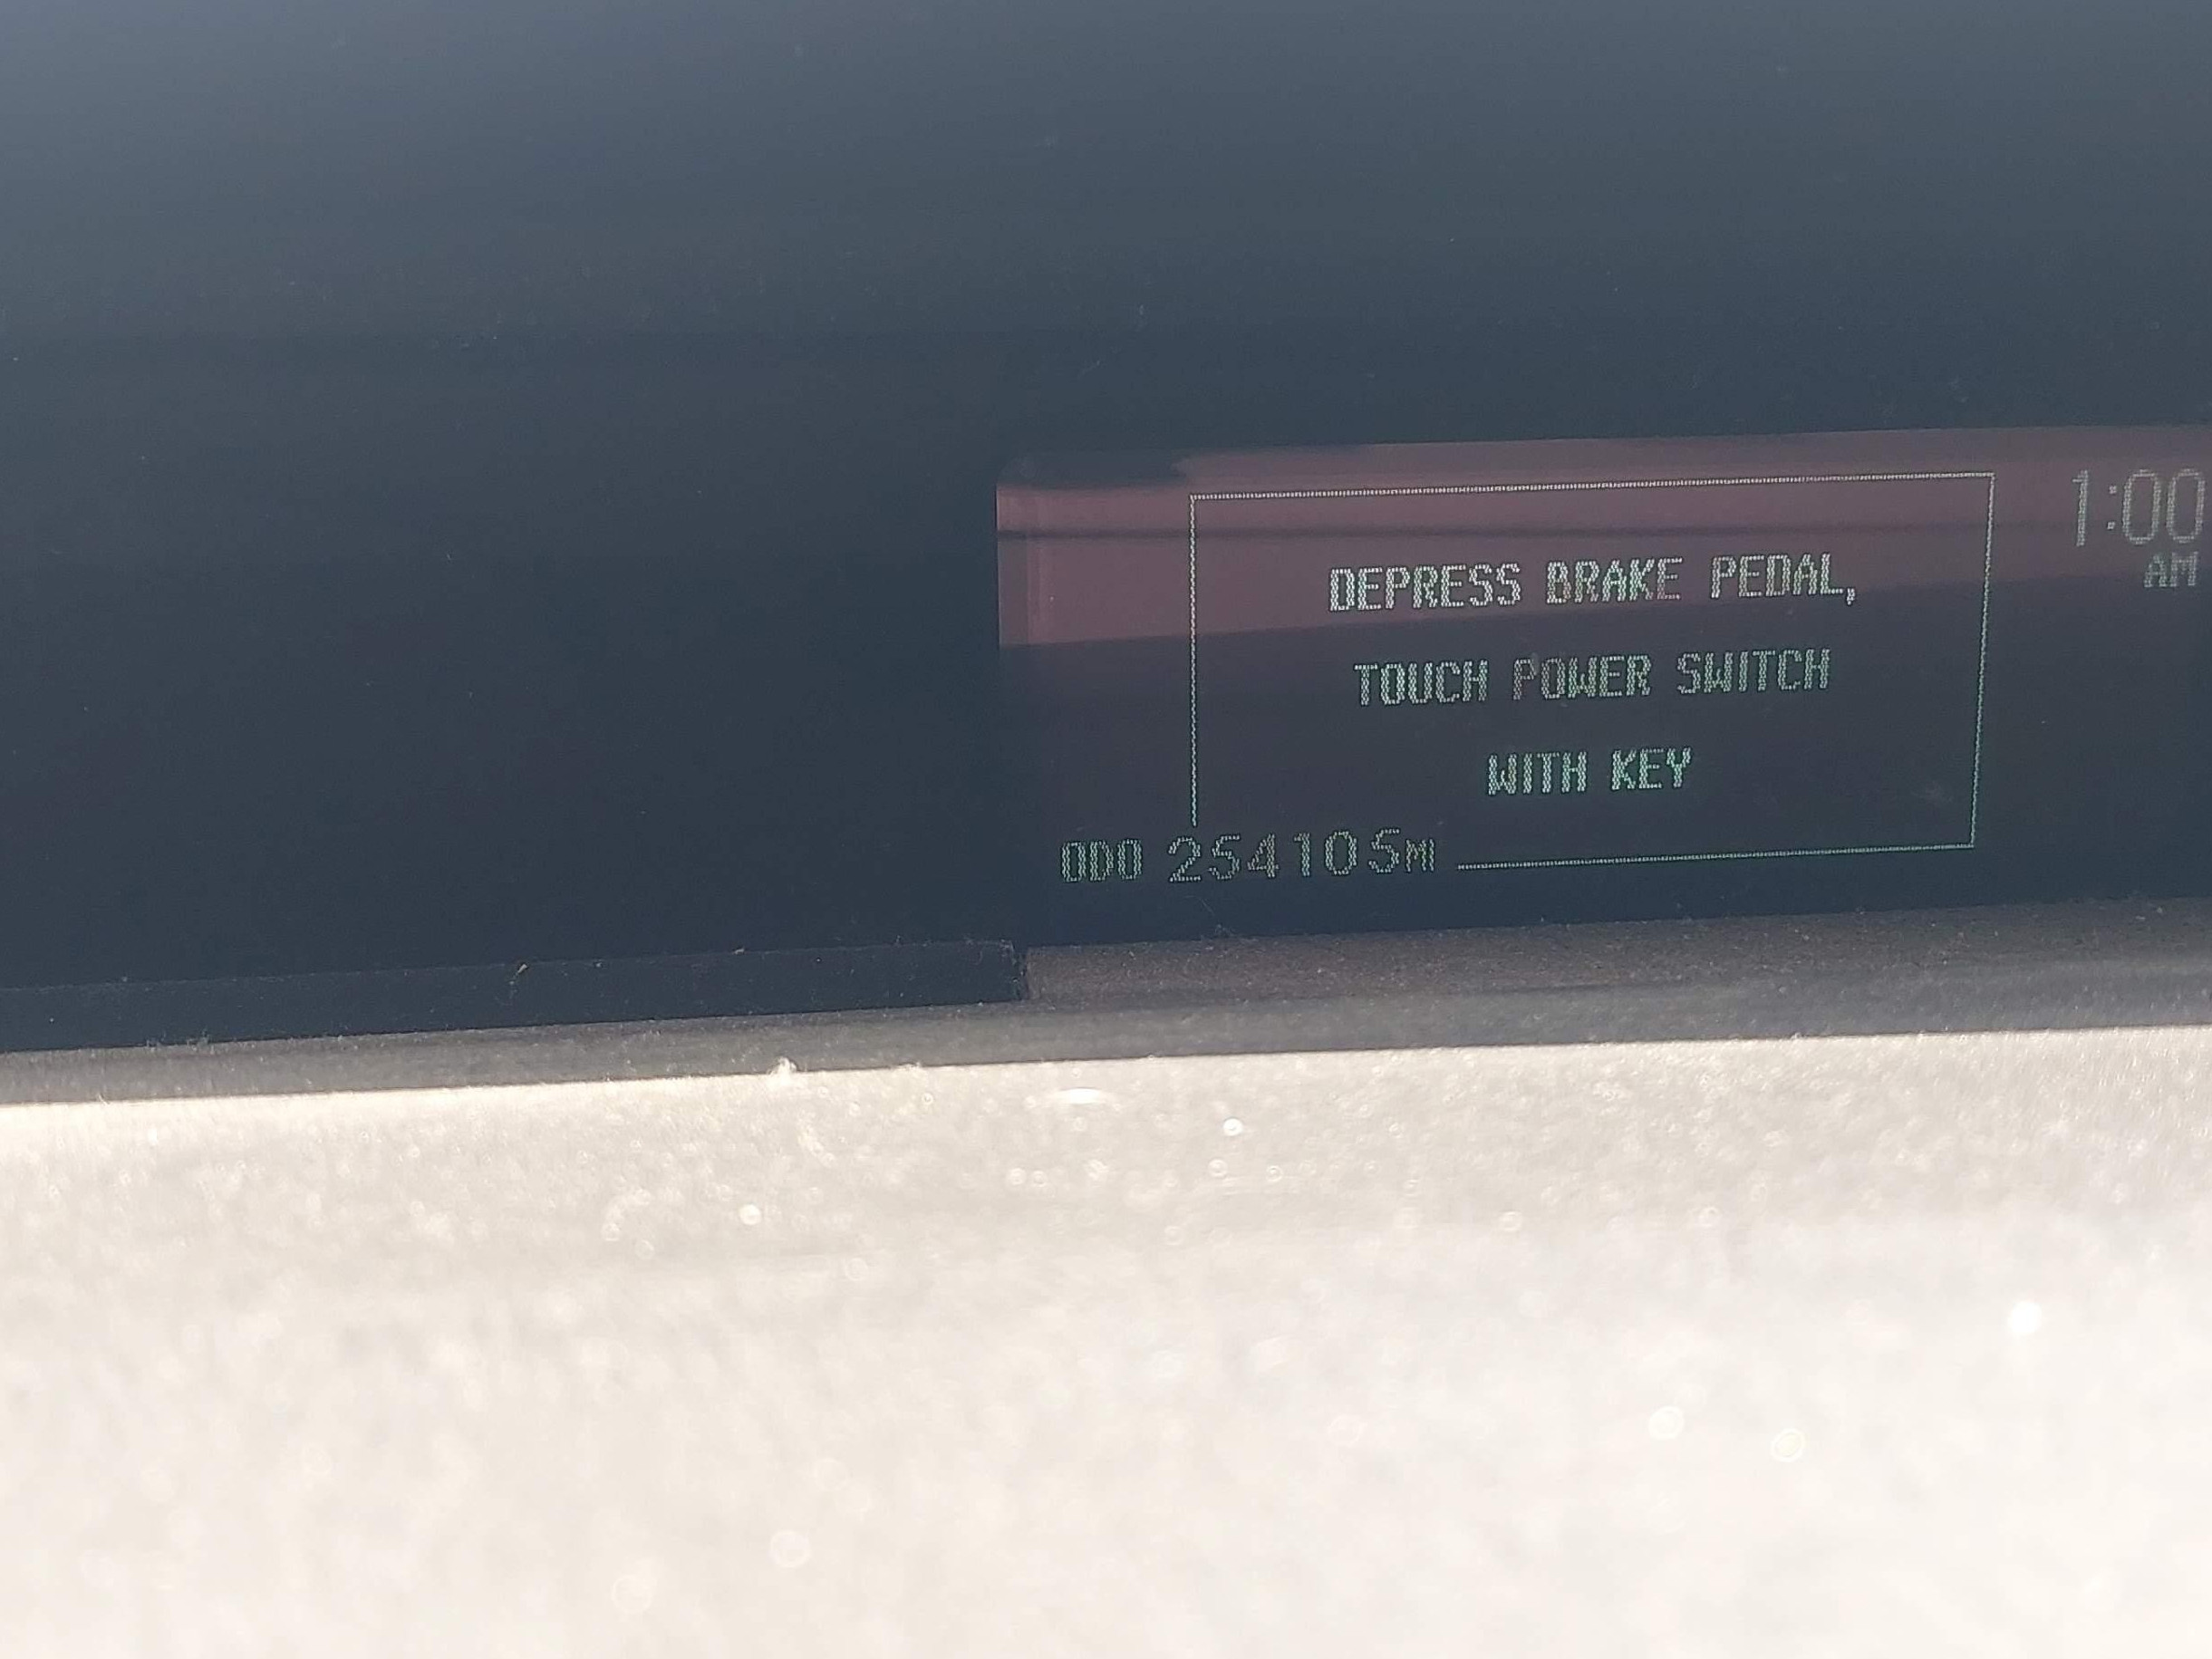 1:00
AM
DEPRESS BRAKE PEDAL,
TOUCH POWER SWITCH
WITH KEY
ODO 254105MI